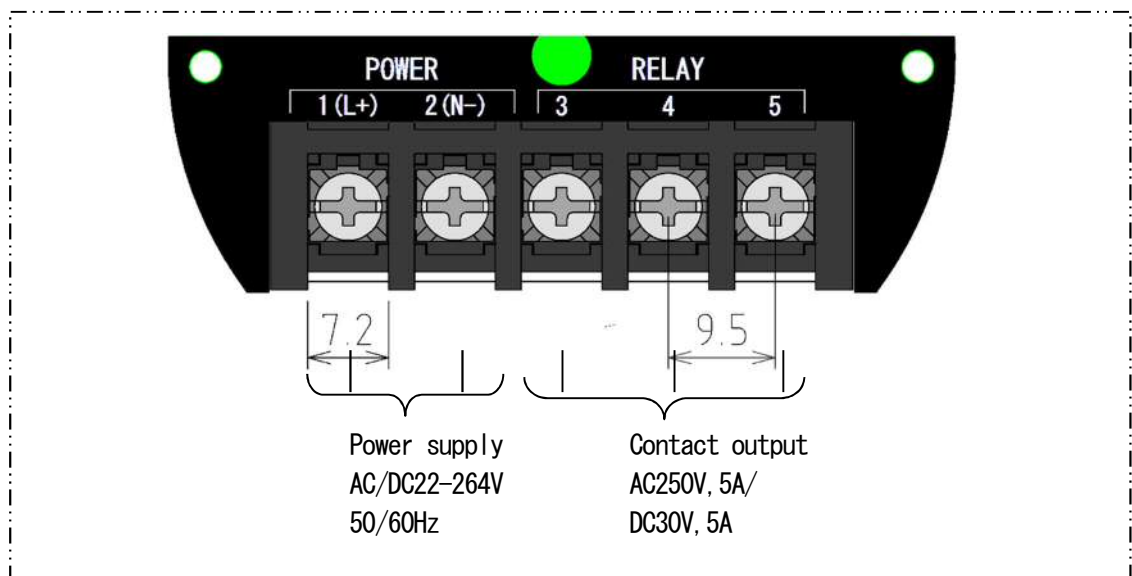 POWER RELAY
1(L+) 2(N-) 3 4 5
7.2 9.5
Power supply
AC/DC22-264V
50/60Hz
Contact output
AC250V,5A/
DC30V,5A